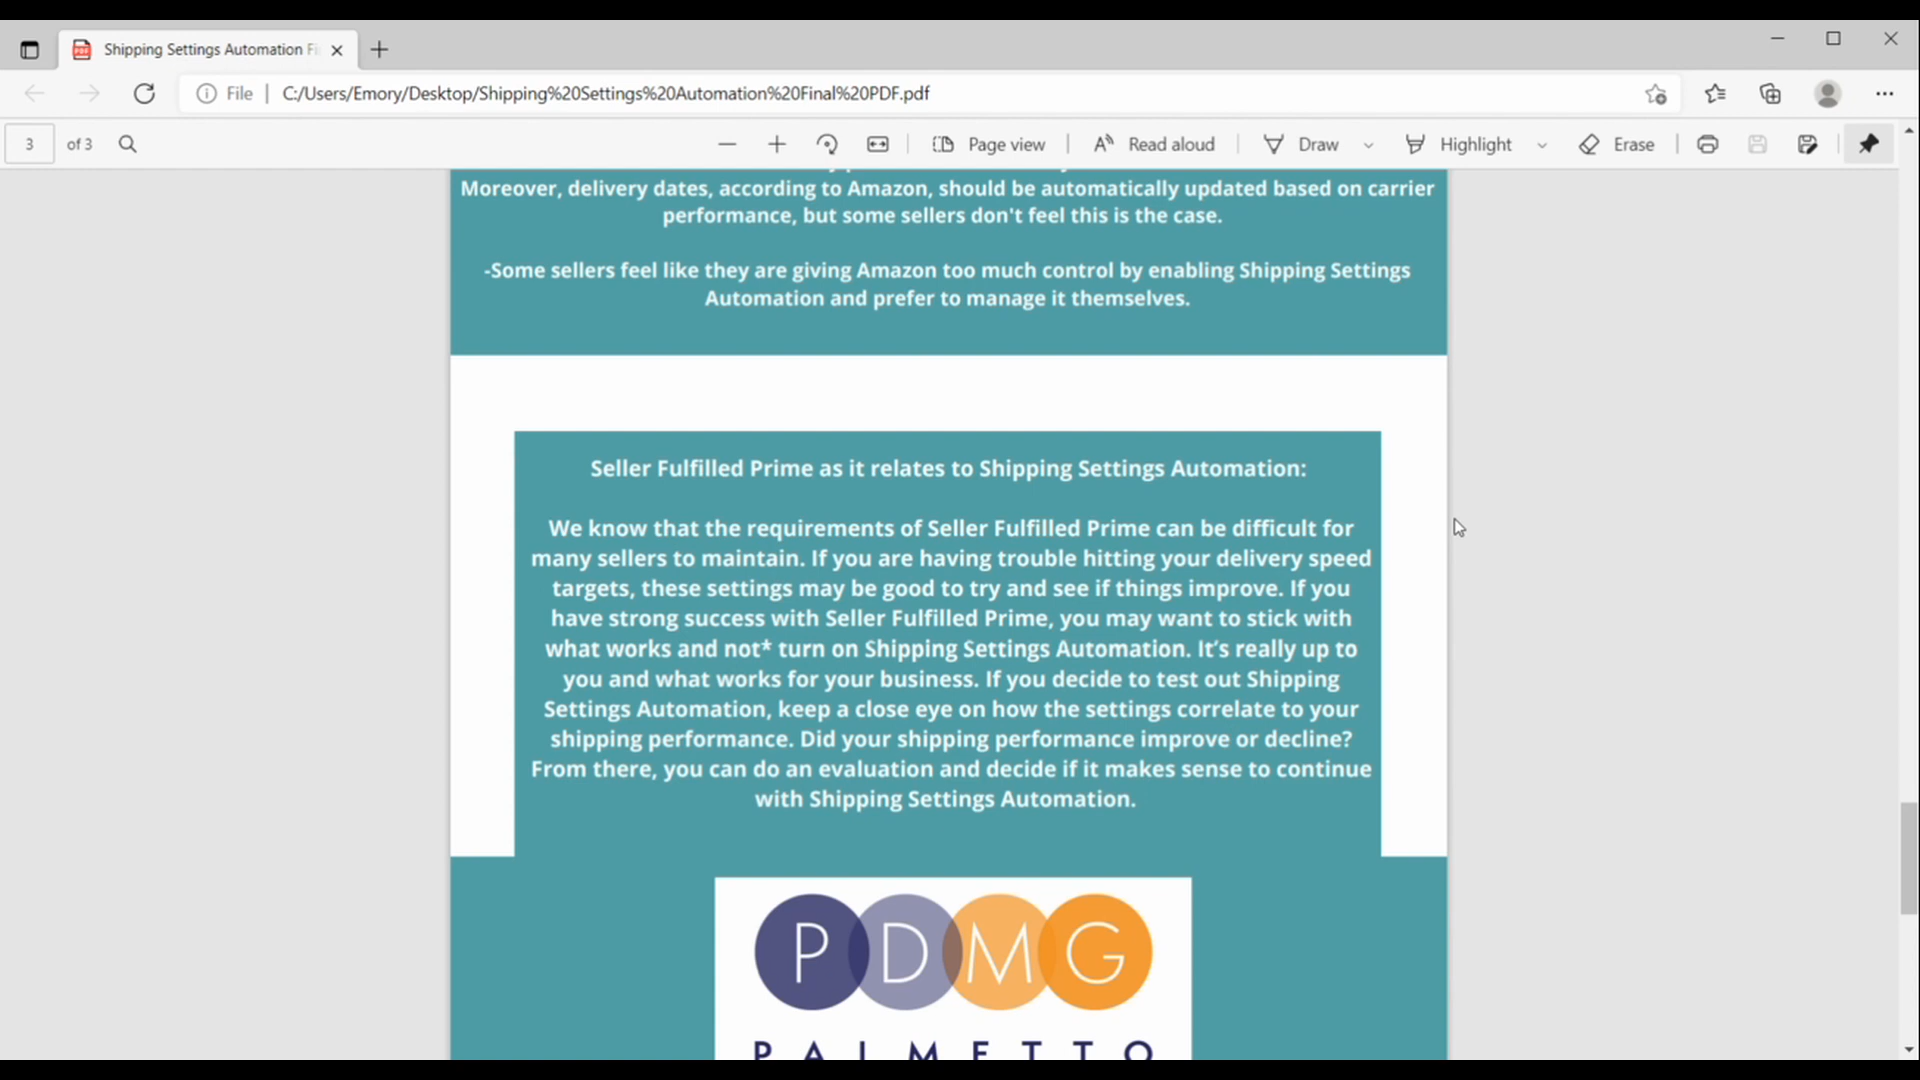 Shipping Settings Automation Fi
File
C:/Users/Emory/Desktop/Shipping%20Settings%20Automation%20Final%20PDF.pdf
3 of 3
Page view
Read aloud
Draw
Highlight
Erase
Moreover, delivery dates, according to Amazon, should be automatically updated based on carrier
performance, but some sellers don't feel this is the case.
-Some sellers feel like they are giving Amazon too much control by enabling Shipping Settings
Automation and prefer to manage it themselves.
Seller Fulfilled Prime as it relates to Shipping Settings Automation:
We know that the requirements of Seller Fulfilled Prime can be difficult for
many sellers to maintain. If you are having trouble hitting your delivery speed
targets, these settings may be good to try and see if things improve. If you
have strong success with Seller Fulfilled Prime, you may want to stick with
what works and not* turn on Shipping Settings Automation. It’s really up to
you and what works for your business. If you decide to test out Shipping
Settings Automation, keep a close eye on how the settings correlate to your
shipping performance. Did your shipping performance improve or decline?
From there, you can do an evaluation and decide if it makes sense to continue
with Shipping Settings Automation.
PDMG
PALMETTO